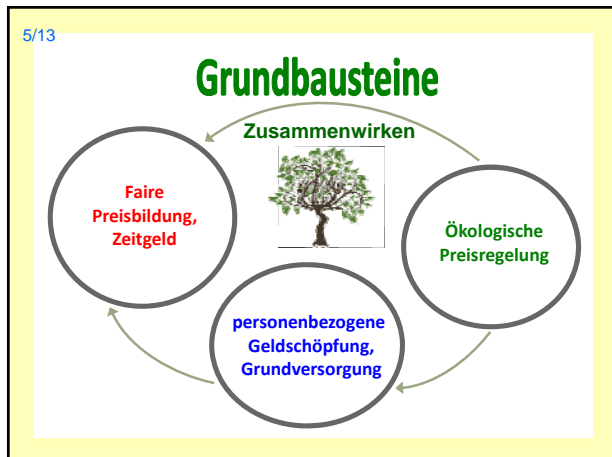 5/13
Grundbausteine
Zusammenwirken
Faire
Preisbildung,
Zeitgeld
Ökologische
Preisregelung
personenbezogene
Geldschöpfung,
Grundversorgung